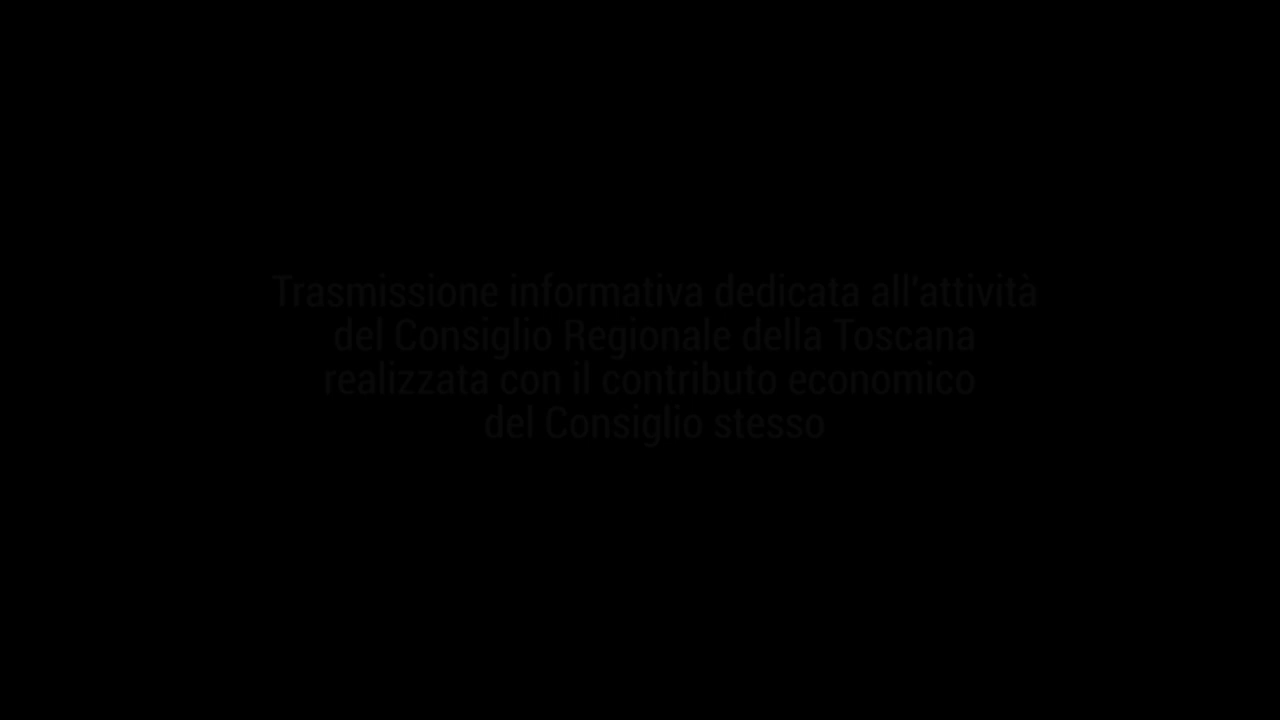 Trasmissione informativa dedicata all'attività
del Consiglio Regionale della Toscana
realizzata con il contributo economico
del Consiglio stesso